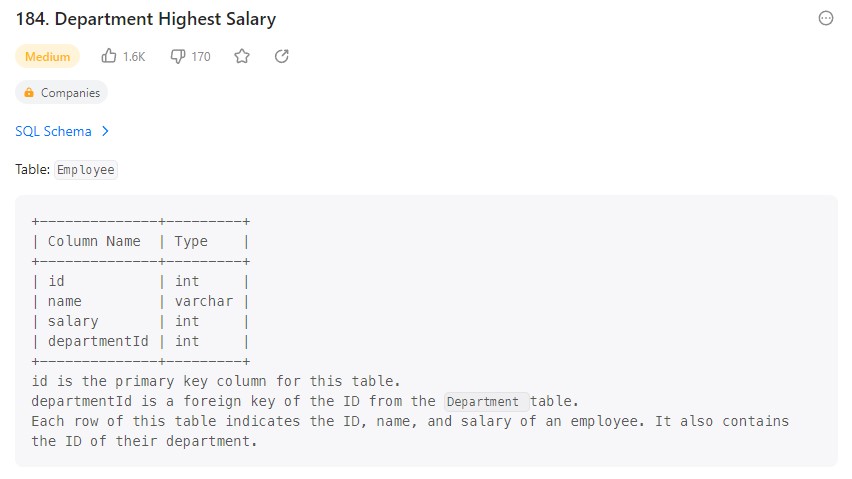 184. Department Highest Salary
Medium 1.6K 170
Companies
SQL Schema
Table: Employee
+--------------+---------+
| Column Name  | Type    |
+--------------+---------+
| id           | int     |
| name         | varchar |
| salary       | int     |
| departmentId | int     |
+--------------+---------+
id is the primary key column for this table.
departmentId is a foreign key of the ID from the Department table.
Each row of this table indicates the ID, name, and salary of an employee. It also contains
the ID of their department.